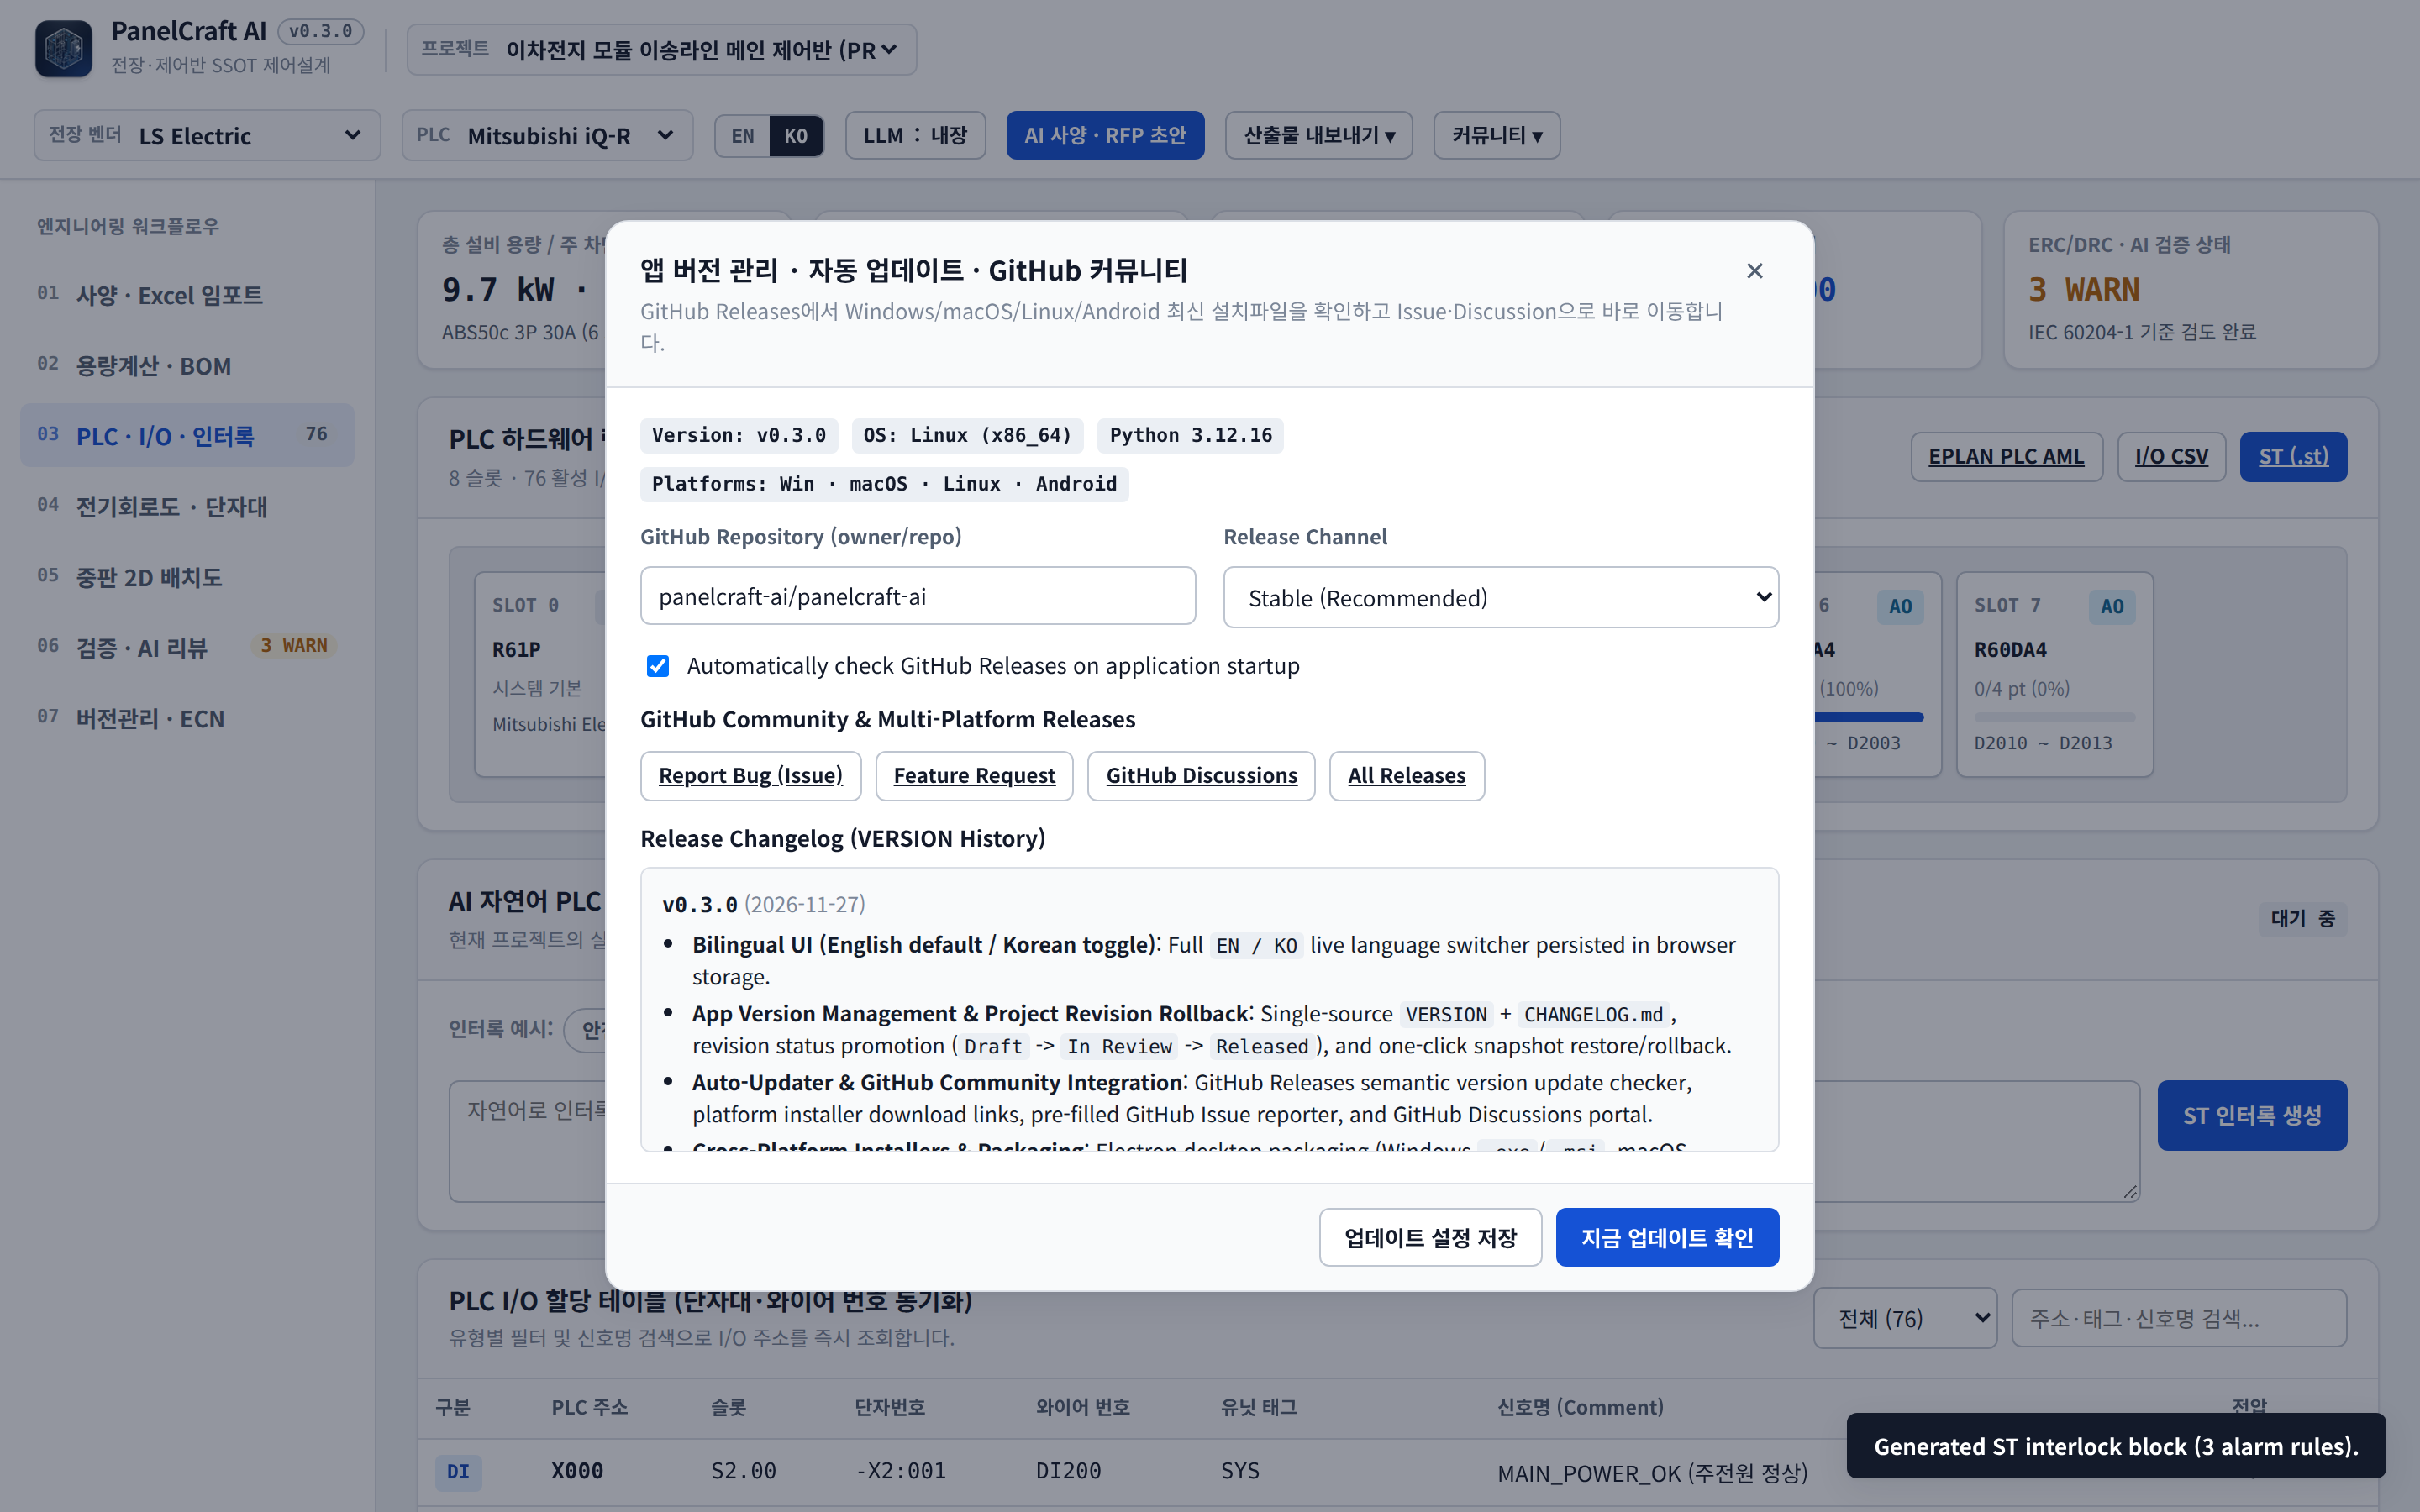 PanelCraft AI v0.3.0
전장·제어반 SSOT 제어설계
프로젝트 이차전지 모듈 이송라인 메인 제어반 (PR
전장 벤더 LS Electric
PLC Mitsubishi iQ-R
EN KO
LLM : 내장
AI 사양 · RFP 초안
산출물 내보내기 ▾
커뮤니티 ▾
엔지니어링 워크플로우
01 사양 · Excel 임포트
02 용량계산 · BOM
03 PLC · I/O · 인터록 76
04 전기회로도 · 단자대
05 중판 2D 배치도
06 검증 · AI 리뷰 3 WARN
07 버전관리 · ECN
총 설비 용량 / 주
9.7 kW ·
ABS50c 3P 30A (6
ERC/DRC · AI 검증 상태
3 WARN
IEC 60204-1 기준 검도 완료
PLC 하드웨어
8 슬롯 · 76 활성 I/
EPLAN PLC AML
I/O CSV
ST (.st)
SLOT 0
R61P
시스템 기본
Mitsubishi Ele
6 AO
A4
(100%)
~ D2003
SLOT 7 AO
R60DA4
0/4 pt (0%)
D2010 ~ D2013
앱 버전 관리 · 자동 업데이트 · GitHub 커뮤니티
GitHub Releases에서 Windows/macOS/Linux/Android 최신 설치파일을 확인하고 Issue·Discussion으로 바로 이동합니
다.
Version: v0.3.0
OS: Linux (x86_64)
Python 3.12.16
Platforms: Win · macOS · Linux · Android
GitHub Repository (owner/repo)
panelcraft-ai/panelcraft-ai
Release Channel
Stable (Recommended)
Automatically check GitHub Releases on application startup
GitHub Community & Multi-Platform Releases
Report Bug (Issue)
Feature Request
GitHub Discussions
All Releases
Release Changelog (VERSION History)
v0.3.0 (2026-11-27)
Bilingual UI (English default / Korean toggle): Full EN / KO live language switcher persisted in browser
storage.
App Version Management & Project Revision Rollback: Single-source VERSION + CHANGELOG.md,
revision status promotion (Draft -> In Review -> Released), and one-click snapshot restore/rollback.
Auto-Updater & GitHub Community Integration: GitHub Releases semantic version update checker,
platform installer download links, pre-filled GitHub Issue reporter, and GitHub Discussions portal.
Cross-Platform Installers & Packaging: Electron desktop packaging (Windows .exe/.msi, macOS
업데이트 설정 저장
지금 업데이트 확인
AI 자연어 PLC
현재 프로젝트의
대기 중
인터록 예시:
자연어로
ST 인터록 생성
PLC I/O 할당 테이블 (단자대·와이어 번호 동기화)
유형별 필터 및 신호명 검색으로 I/O 주소를 즉시 조회합니다.
전체 (76)
주소·태그·신호명 검색...
구분 PLC 주소 슬롯 단자번호 와이어 번호 유닛 태그 신호명 (Comment) 전압
DI X000 S2.00 -X2:001 DI200 SYS MAIN_POWER_OK (주전원 정상)
Generated ST interlock block (3 alarm rules).